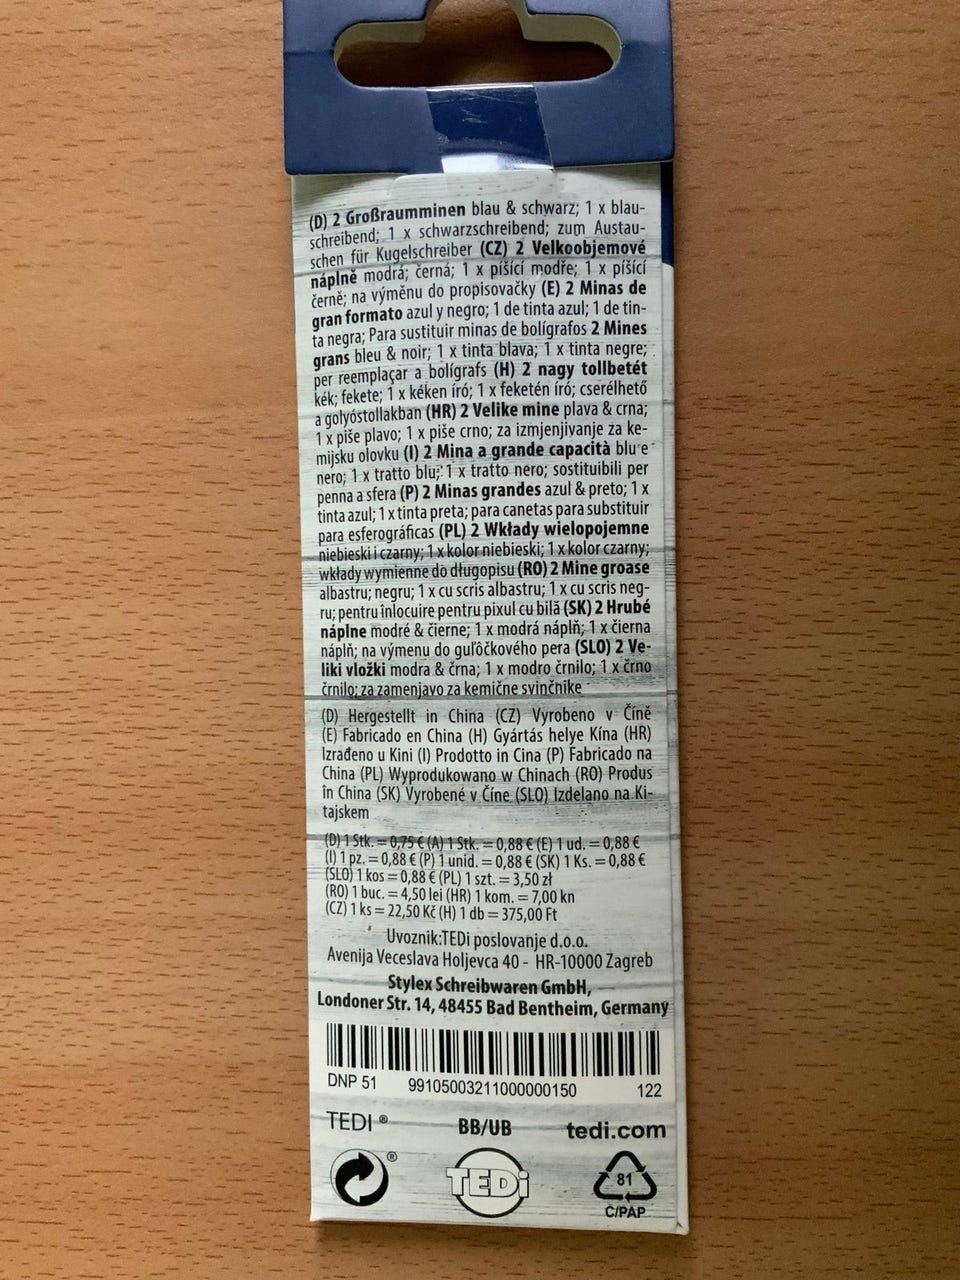 (D) 2 Großraumminen blau & schwarz; 1 x blau-
schreibend; 1 x schwarzschreibend; zum Austau-
schen für Kugelschreiber (CZ) 2 Velkoobjemové
náplně modrá; černá; 1 x píšící modře; 1 x píšící
černě; na výměnu do propisovačky (E) 2 Minas de
gran formato azul y negro; 1 de tinta azul; 1 de tin-
ta negra; Para sustituir minas de bolígrafos 2 Mines
grans bleu & noir; 1 x tinta blava; 1 x tinta negre;
per reemplaçar a bolígrafs (H) 2 nagy tollbetét
kék; fekete; 1 x kéken író; 1 x feketén író; cserélhető
a golyóstollakban (HR) 2 Velike mine plava & crna;
1 x piše plavo; 1 x piše crno; za izmjenjivanje za ke-
mijsku olovku (I) 2 Mina a grande capacità blu e
nero; 1 x tratto blu; 1 x tratto nero; sostituibili per
penna a sfera (P) 2 Minas grandes azul & preto; 1 x
tinta azul; 1 x tinta preta; para canetas para substituir
para esferográficas (PL) 2 Wkłady wielopojemne
niebieski i czarny; 1 x kolor niebieski; 1 x kolor czarny;
wkłady wymienne do długopisu (RO) 2 Mine groase
albastru; negru; 1 x cu scris albastru; 1 x cu scris neg-
ru; pentru înlocuire pentru pixul cu bilă (SK) 2 Hrubé
náplne modré & čierne; 1 x modrá náplň; 1 x čierna
náplň; na výmenu do guľôčkového pera (SLO) 2 Ve-
liki vložki modra & črna; 1 x modro črnilo; 1 x črno
črnilo; za zamenjavo za kemične svinčnike
(D) Hergestellt in China (CZ) Vyrobeno v Číně
(E) Fabricado en China (H) Gyártás helye Kína (HR)
Izrađeno u Kini (I) Prodotto in Cina (P) Fabricado na
China (PL) Wyprodukowano w Chinach (RO) Produs
în China (SK) Vyrobené v Číne (SLO) Izdelano na Ki-
tajskem
(D) 1 Stk. = 0,75 € (A) 1 Stk. = 0,88 € (E) 1 ud. = 0,88 €
(I) 1 pz. = 0,88 € (P) 1 unid. = 0,88 € (SK) 1 Ks. = 0,88 €
(SLO) 1 kos = 0,88 € (PL) 1 szt. = 3,50 zł
(RO) 1 buc. = 4,50 lei (HR) 1 kom. = 7,00 kn
(CZ) 1 ks = 22,50 Kč (H) 1 db = 375,00 Ft
Uvoznik:TEDi poslovanje d.o.o.
Avenija Veceslava Holjevca 40 - HR-10000 Zagreb
Stylex Schreibwaren GmbH,
Londoner Str. 14, 48455 Bad Bentheim, Germany
DNP 51 99105003211000000150 122
TEDI ® BB/UB tedi.com
®
TEDi
81
C/PAP